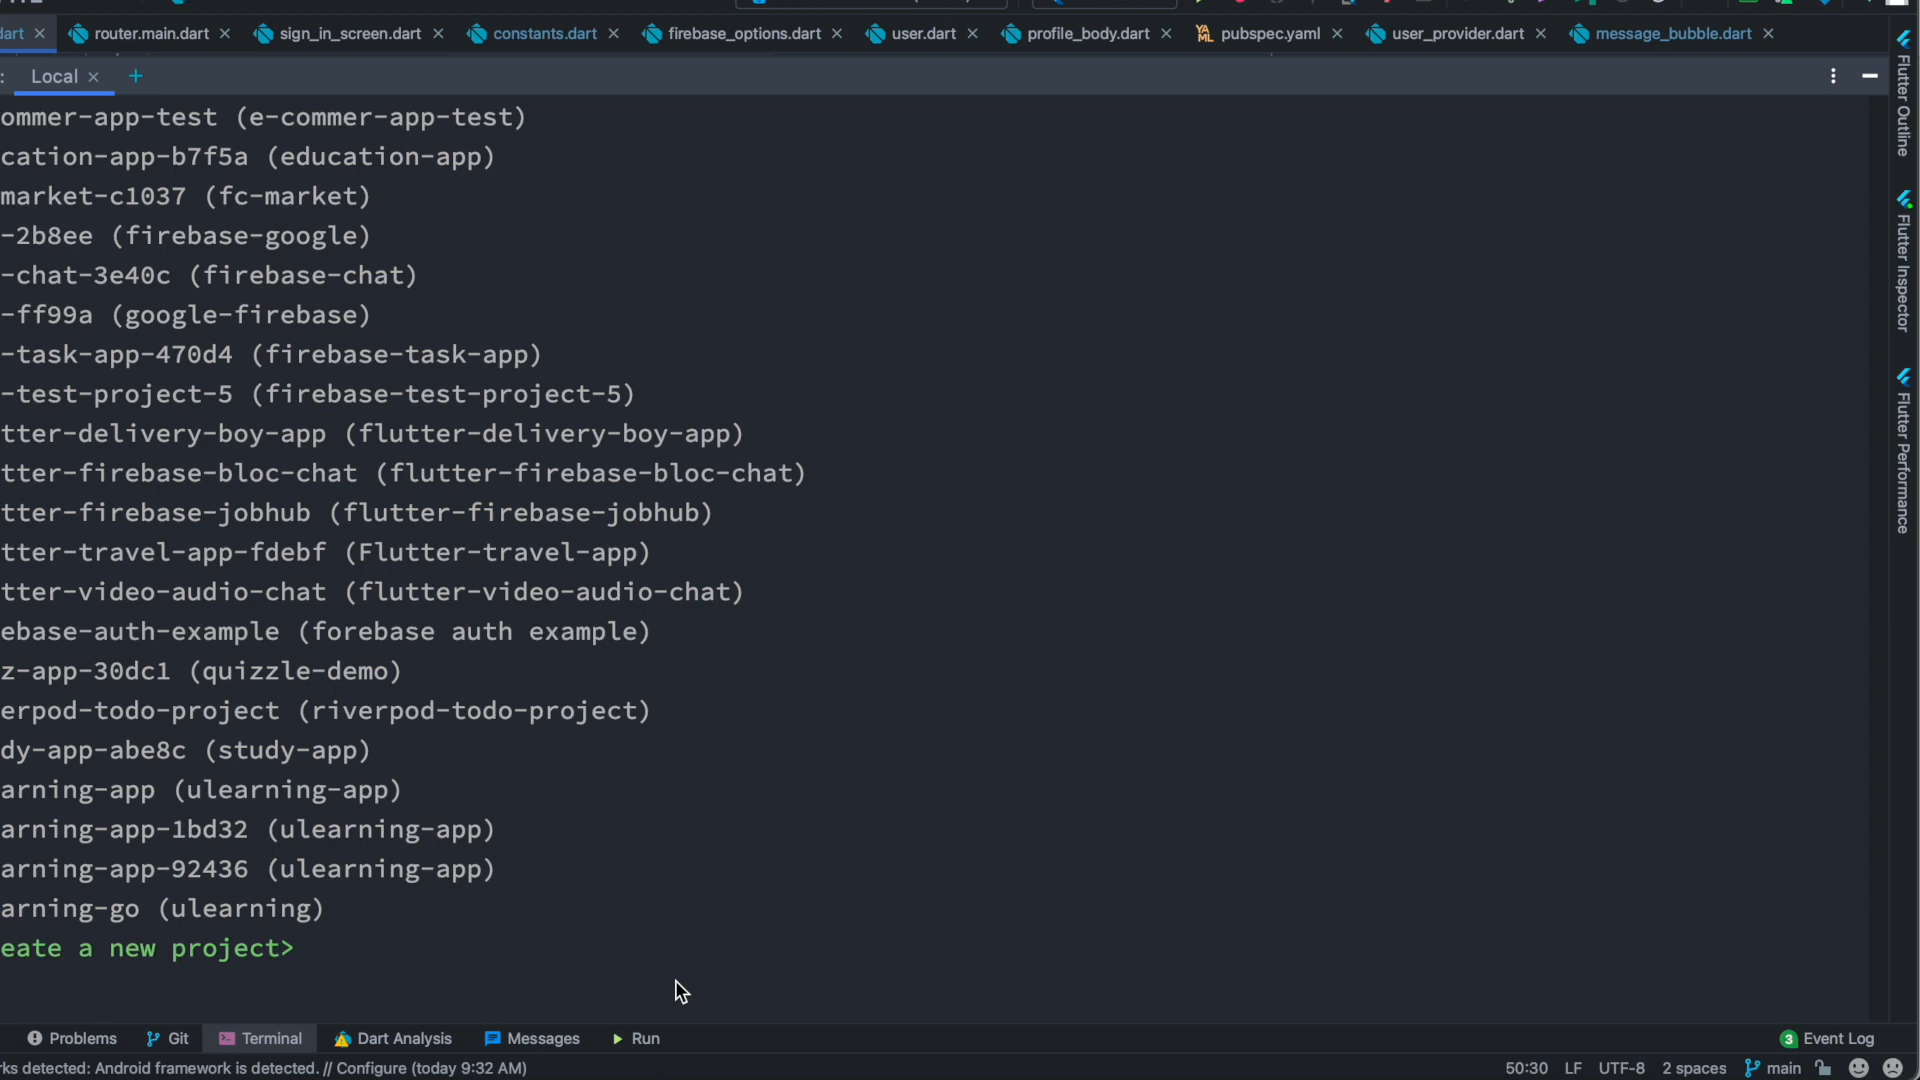 dart router.main.dart sign_in_screen.dart constants.dart firebase_options.dart user.dart profile_body.dart YAML pubspec.yaml user_provider.dart message_bubble.dart
: Local +
ommer-app-test (e-commer-app-test)
cation-app-b7f5a (education-app)
market-c1037 (fc-market)
-2b8ee (firebase-google)
-chat-3e40c (firebase-chat)
-ff99a (google-firebase)
-task-app-470d4 (firebase-task-app)
-test-project-5 (firebase-test-project-5)
tter-delivery-boy-app (flutter-delivery-boy-app)
tter-firebase-bloc-chat (flutter-firebase-bloc-chat)
tter-firebase-jobhub (flutter-firebase-jobhub)
tter-travel-app-fdebf (Flutter-travel-app)
tter-video-audio-chat (flutter-video-audio-chat)
ebase-auth-example (forebase auth example)
z-app-30dc1 (quizzle-demo)
erpod-todo-project (riverpod-todo-project)
dy-app-abe8c (study-app)
arning-app (ulearning-app)
arning-app-1bd32 (ulearning-app)
arning-app-92436 (ulearning-app)
arning-go (ulearning)
eate a new project>
Flutter Outline
Flutter Inspector
Flutter Performance
Problems Git Terminal Dart Analysis Messages Run 3 Event Log
ks detected: Android framework is detected. // Configure (today 9:32 AM) 50:30 LF UTF-8 2 spaces main